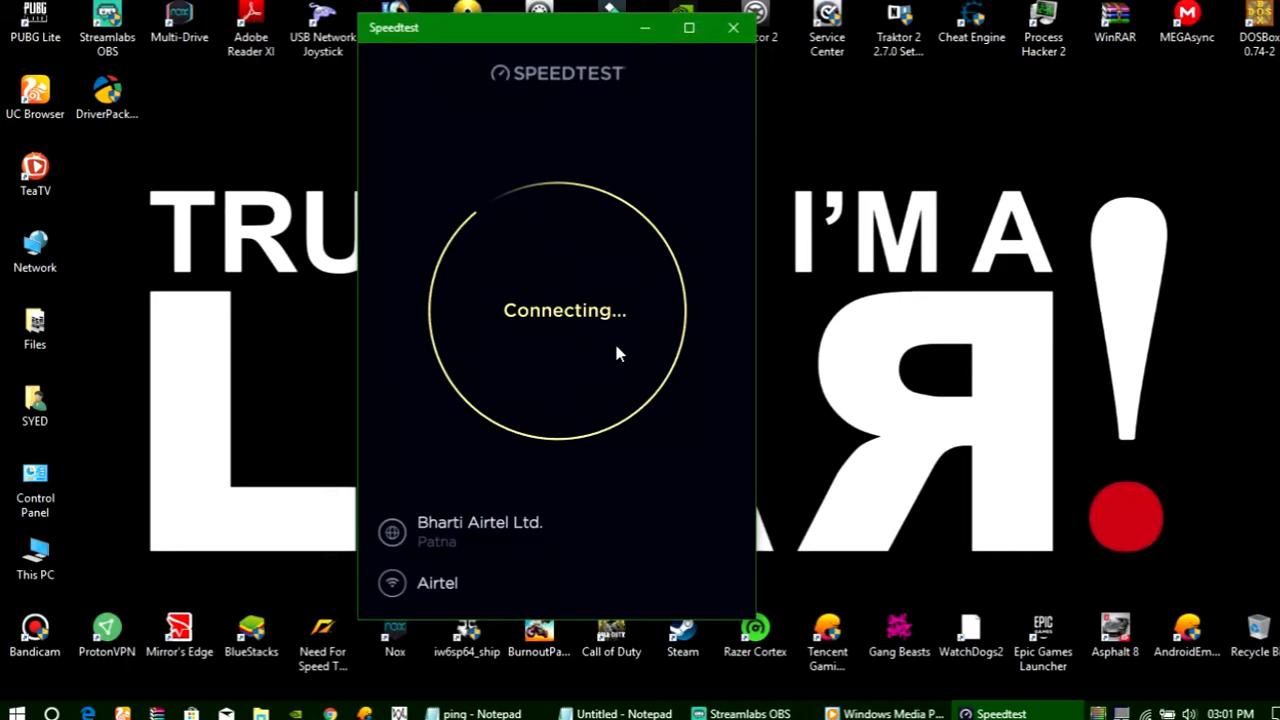 Speedtest
SPEEDTEST
Connecting...
Bharti Airtel Ltd.
Patna
Airtel
PUBG Lite
Streamlabs
OBS
Multi-Drive
Adobe
Reader XI
USB Network
Joystick
Service
Center
Traktor 2
2.7.0 Set...
Cheat Engine
Process
Hacker 2
WinRAR
MEGAsync
DOSBox
0.74-2
UC Browser
DriverPack...
TeaTV
Network
Files
SYED
Control
Panel
This PC
TRU
I'M A
!
Bandicam
ProtonVPN
Mirror's Edge
BlueStacks
Need For
Speed T...
Nox
iw6sp64_ship
BurnoutPa...
Call of Duty
Steam
Razer Cortex
Tencent
Gami...
Gang Beasts
WatchDogs2
Epic Games
Launcher
Asphalt 8
AndroidEm...
Recycle B
ping - Notepad
Untitled - Notepad
Streamlabs OBS
Windows Media P...
Speedtest
03:01 PM